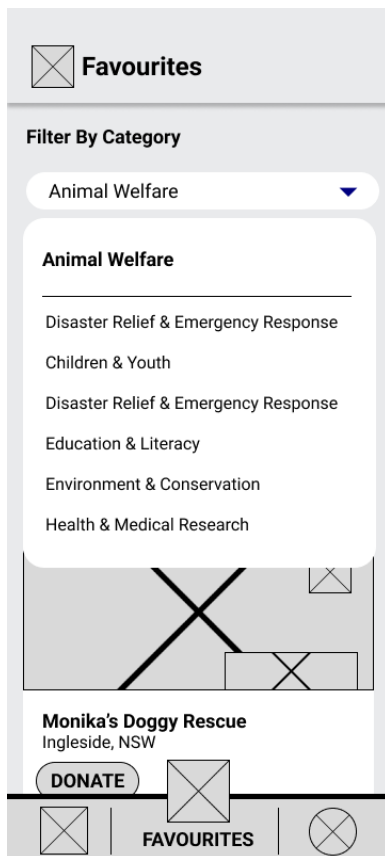 Favourites
Filter By Category
Animal Welfare
Animal Welfare
Disaster Relief & Emergency Response
Children & Youth
Disaster Relief & Emergency Response
Education & Literacy
Environment & Conservation
Health & Medical Research
Monika's Doggy Rescue
Ingleside, NSW
DONATE
FAVOURITES